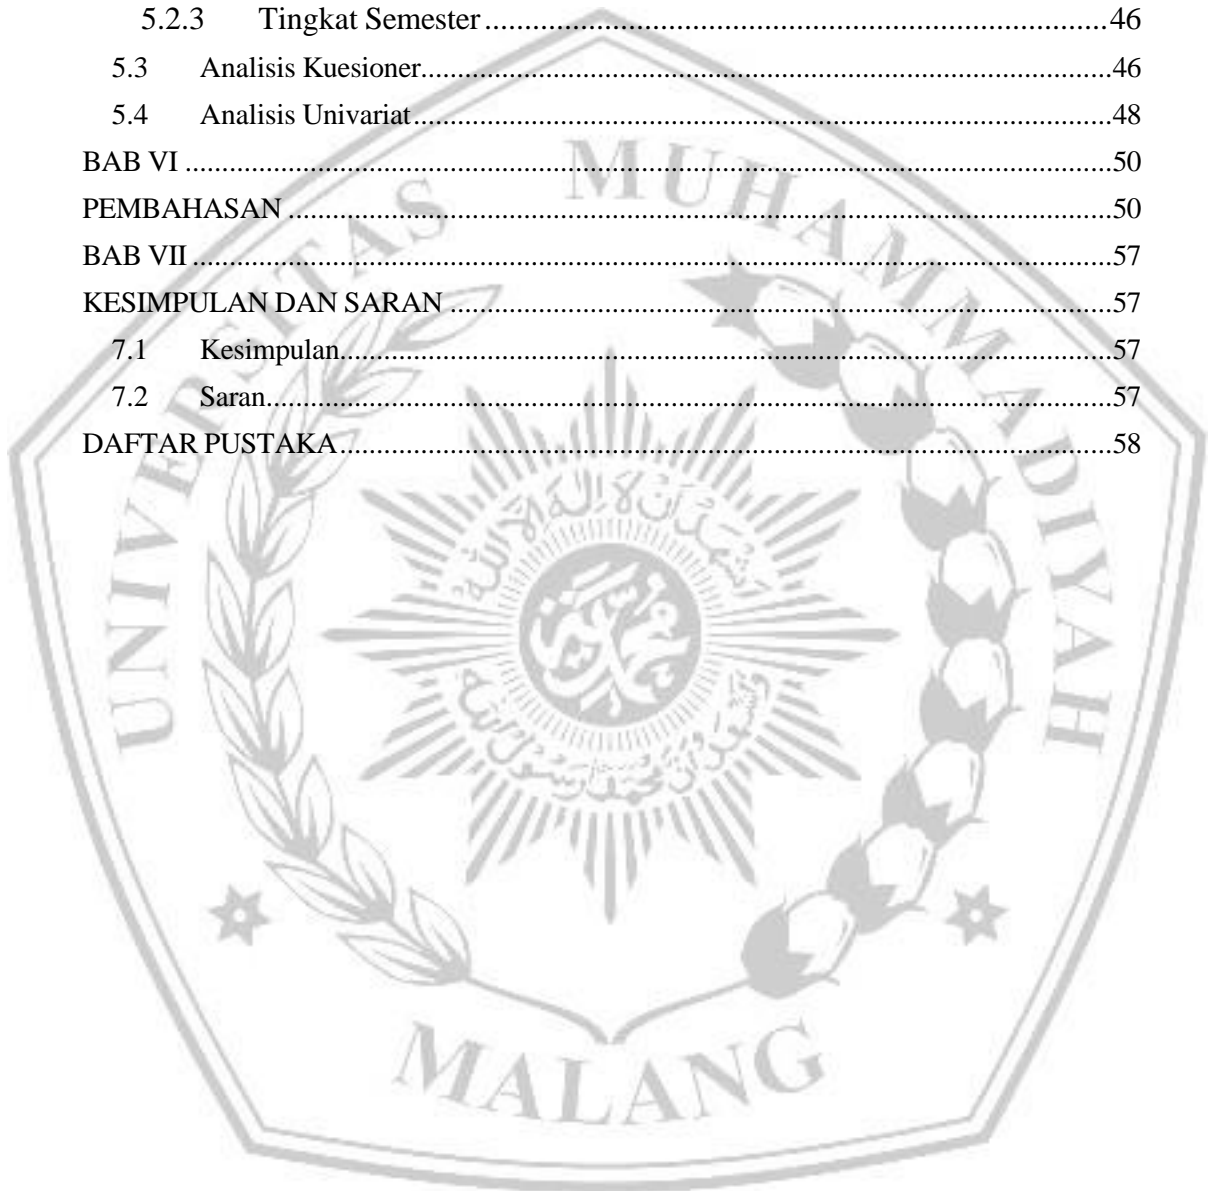 5.2.3 Tingkat Semester ........................................................................ 46
5.3 Analisis Kuesioner ........................................................................ 46
5.4 Analisis Univariat ........................................................................ 48
BAB VI ........................................................................ 50
PEMBAHASAN ........................................................................ 50
BAB VII ........................................................................ 57
KESIMPULAN DAN SARAN ........................................................................ 57
7.1 Kesimpulan ........................................................................ 57
7.2 Saran ........................................................................ 57
DAFTAR PUSTAKA ........................................................................ 58
UNIVERSITAS MUHAMMADIYAH
MALANG